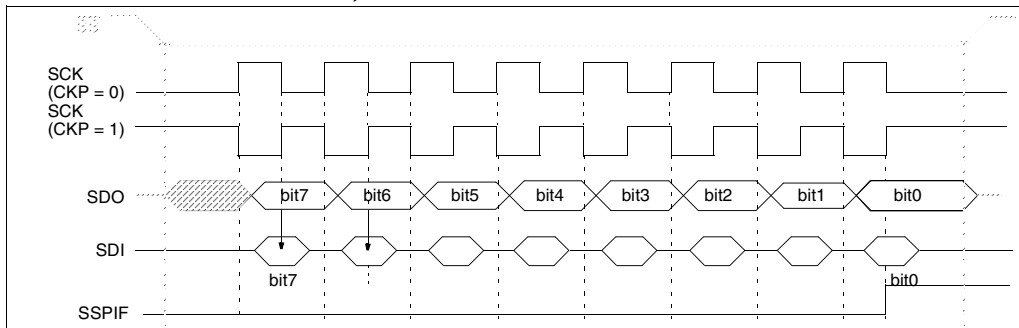 SS
SCK
(CKP = 0)
SCK
(CKP = 1)
SDO
bit7 bit6 bit5 bit4 bit3 bit2 bit1 bit0
SDI
bit7 bit0
SSPIF